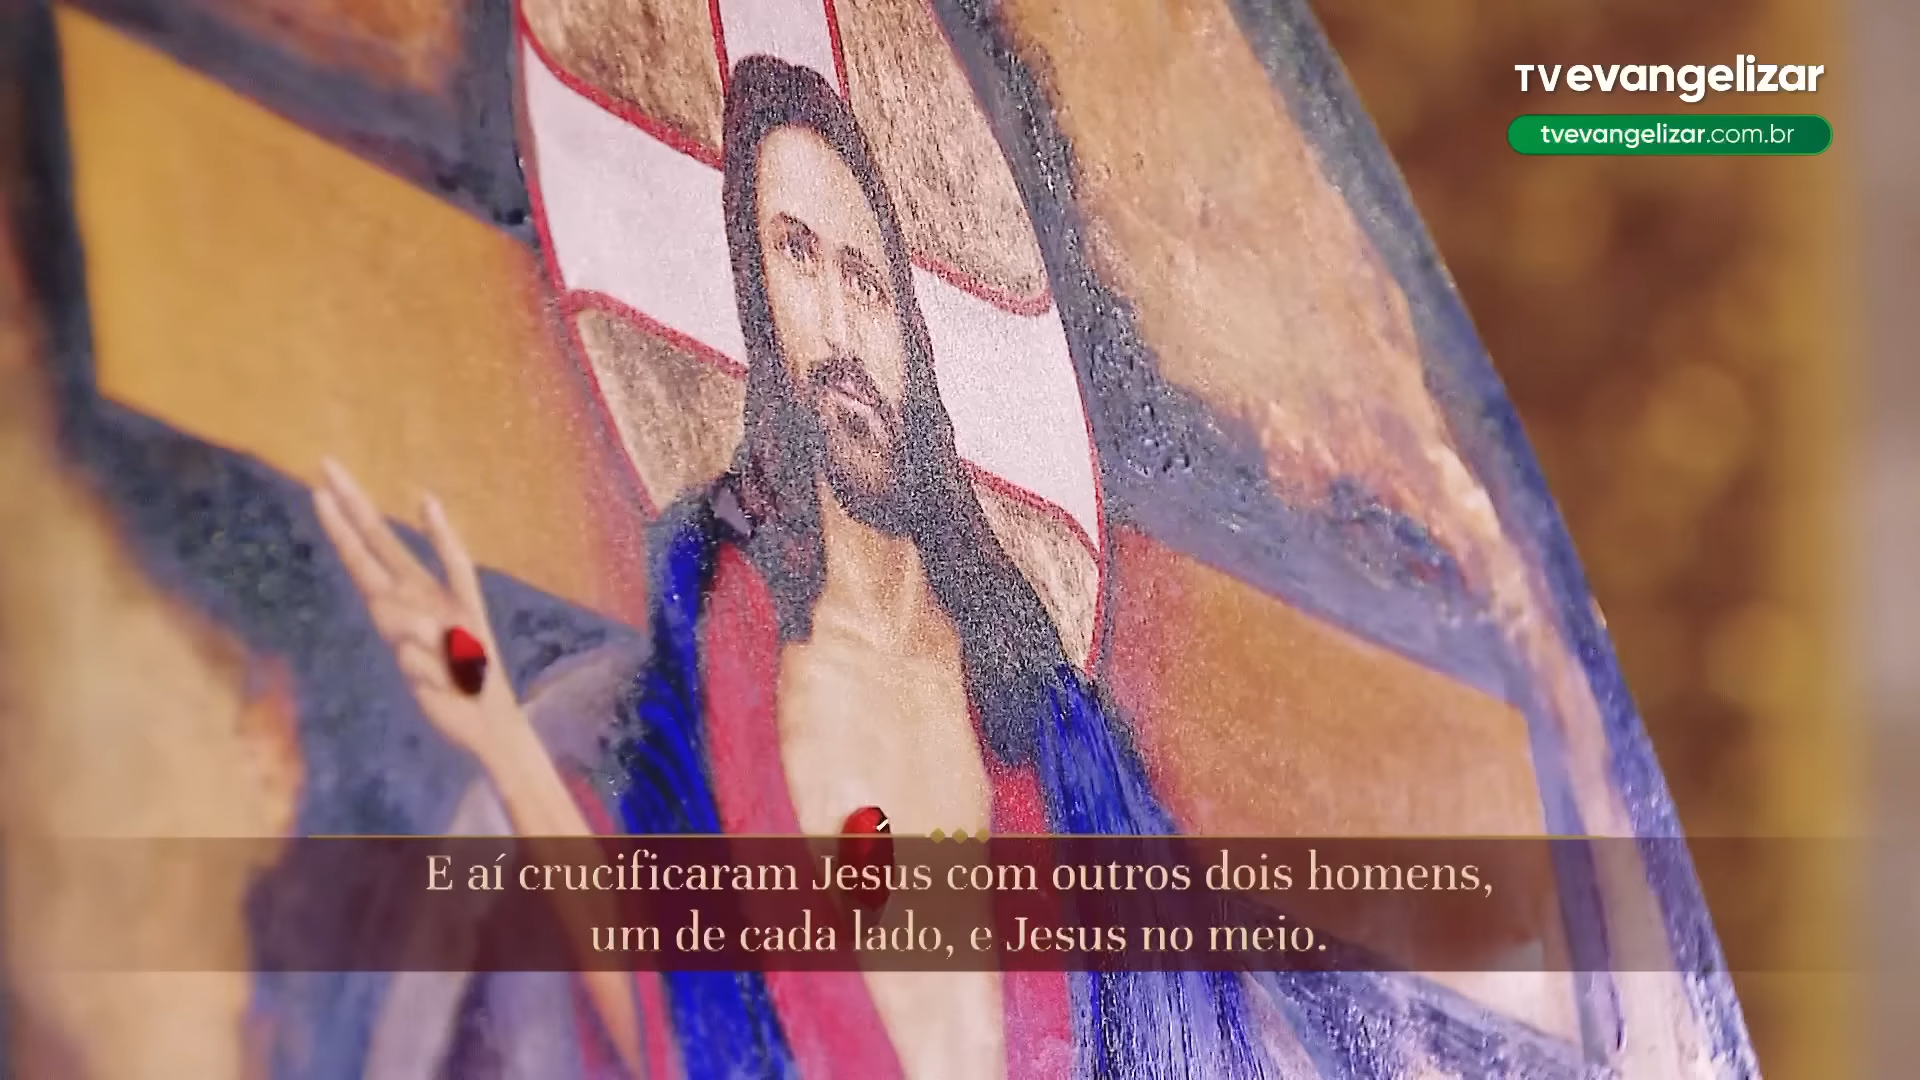 TVevangelizar
tvevangelizar.com.br
E aí crucificaram Jesus com outros dois homens,
um de cada lado, e Jesus no meio.